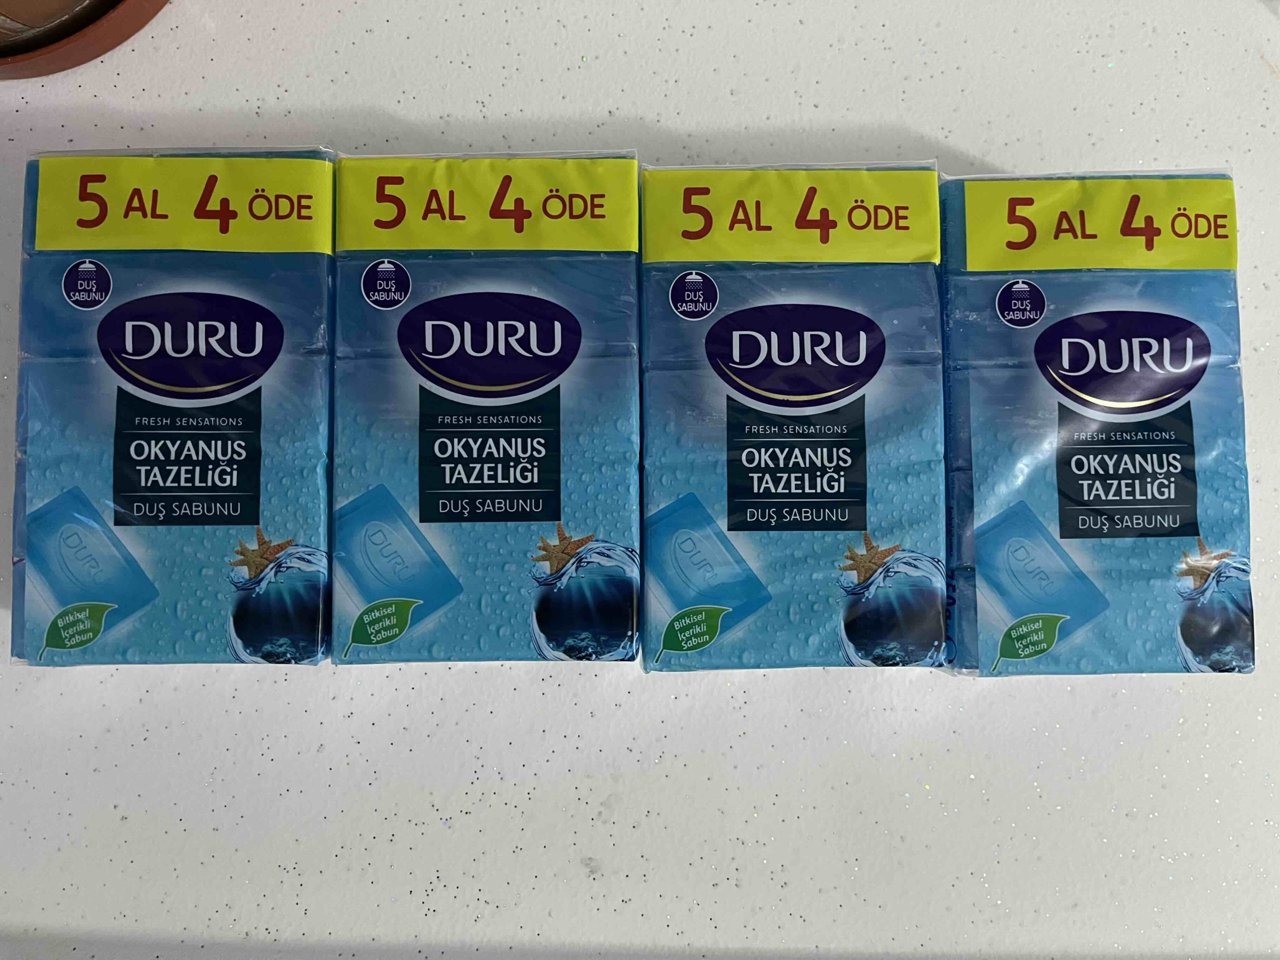 5 AL 4 ÖDE
DUŞ
SABUNU
DURU
FRESH SENSATIONS
OKYANUS
TAZELİĞİ
DUŞ SABUNU
DURU
Bitkisel
İçerikli
Sabun
5 AL 4 ÖDE
DUŞ
SABUNU
DURU
FRESH SENSATIONS
OKYANUS
TAZELİĞİ
DUŞ SABUNU
DURU
Bitkisel
İçerikli
Sabun
5 AL 4 ÖDE
DUŞ
SABUNU
DURU
FRESH SENSATIONS
OKYANUS
TAZELİĞİ
DUŞ SABUNU
DURU
Bitkisel
İçerikli
Sabun
5 AL 4 ÖDE
DUŞ
SABUNU
DURU
FRESH SENSATIONS
OKYANUS
TAZELİĞİ
DUŞ SABUNU
DURU
Bitkisel
İçerikli
Sabun